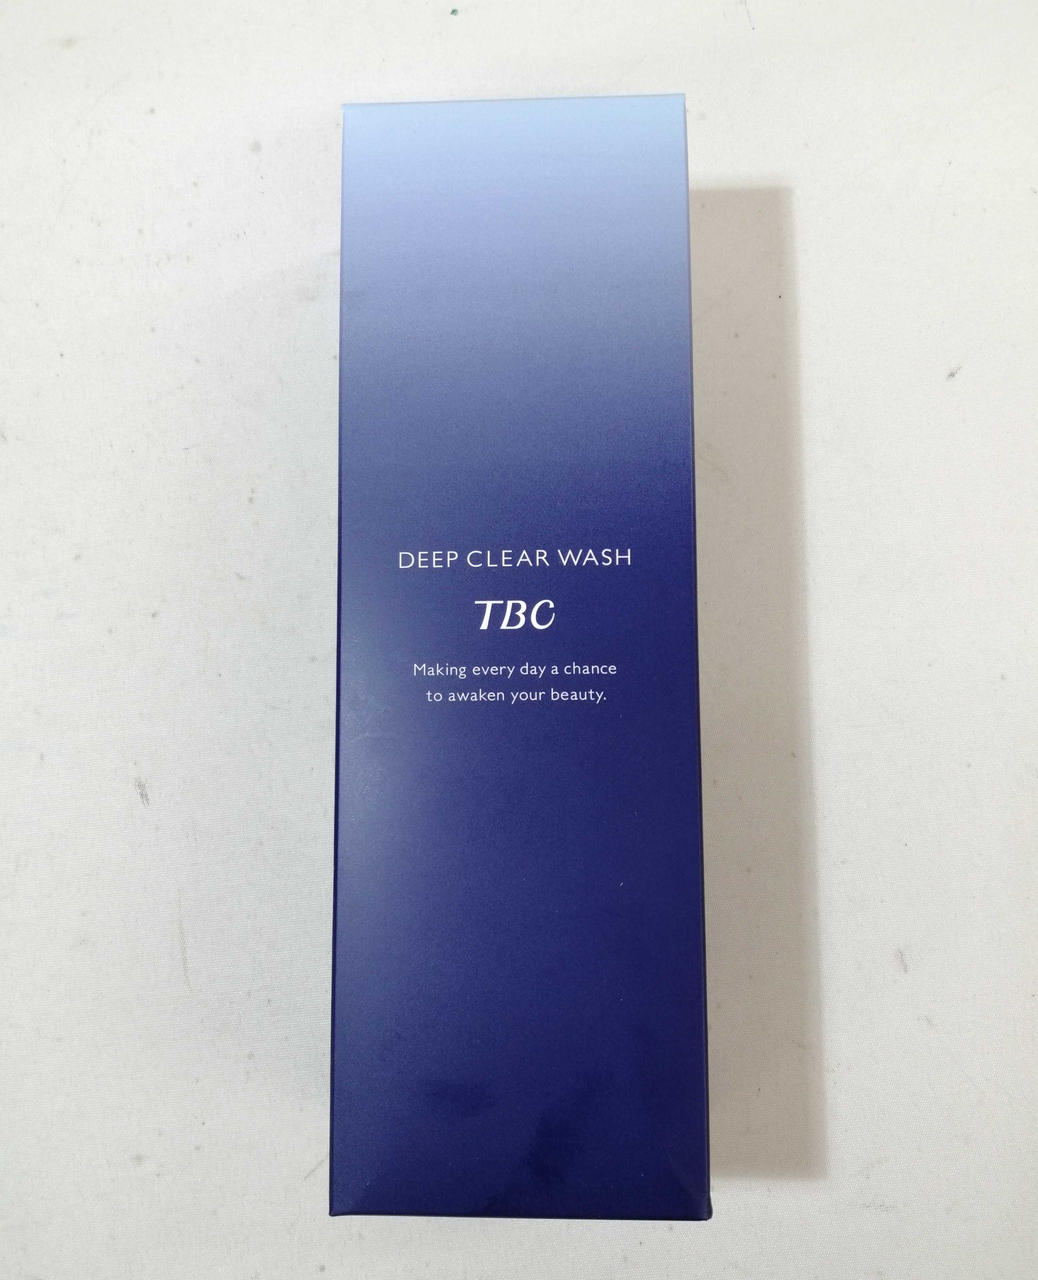 DEEP CLEAR WASH
TBC
Making every day a chance
to awaken your beauty.